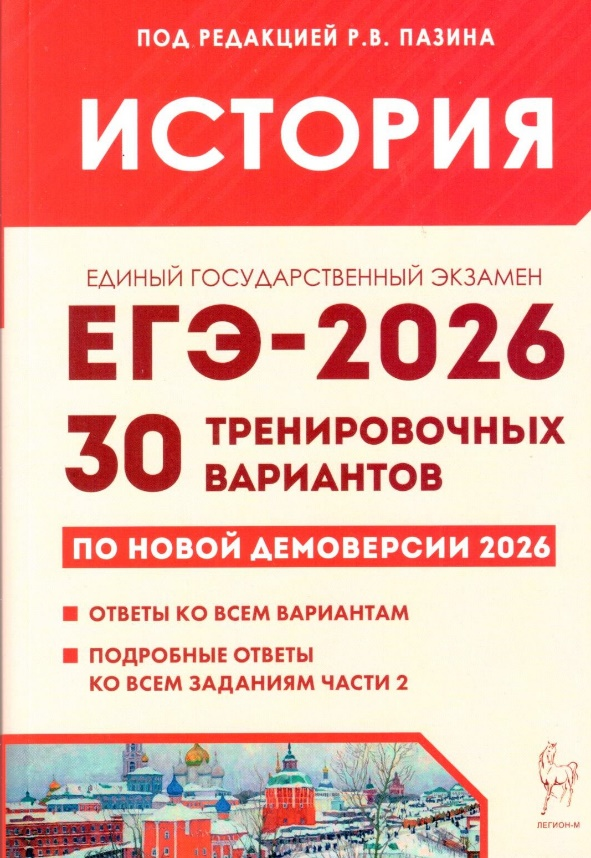 ПОД РЕДАКЦИЕЙ Р.В. ПАЗИНА
ИСТОРИЯ
ЕДИНЫЙ ГОСУДАРСТВЕННЫЙ ЭКЗАМЕН
ЕГЭ-2026
30 ТРЕНИРОВОЧНЫХ
ВАРИАНТОВ
ПО НОВОЙ ДЕМОВЕРСИИ 2026
ОТВЕТЫ КО ВСЕМ ВАРИАНТАМ
ПОДРОБНЫЕ ОТВЕТЫ
КО ВСЕМ ЗАДАНИЯМ ЧАСТИ 2
ЛЕГИОН-М